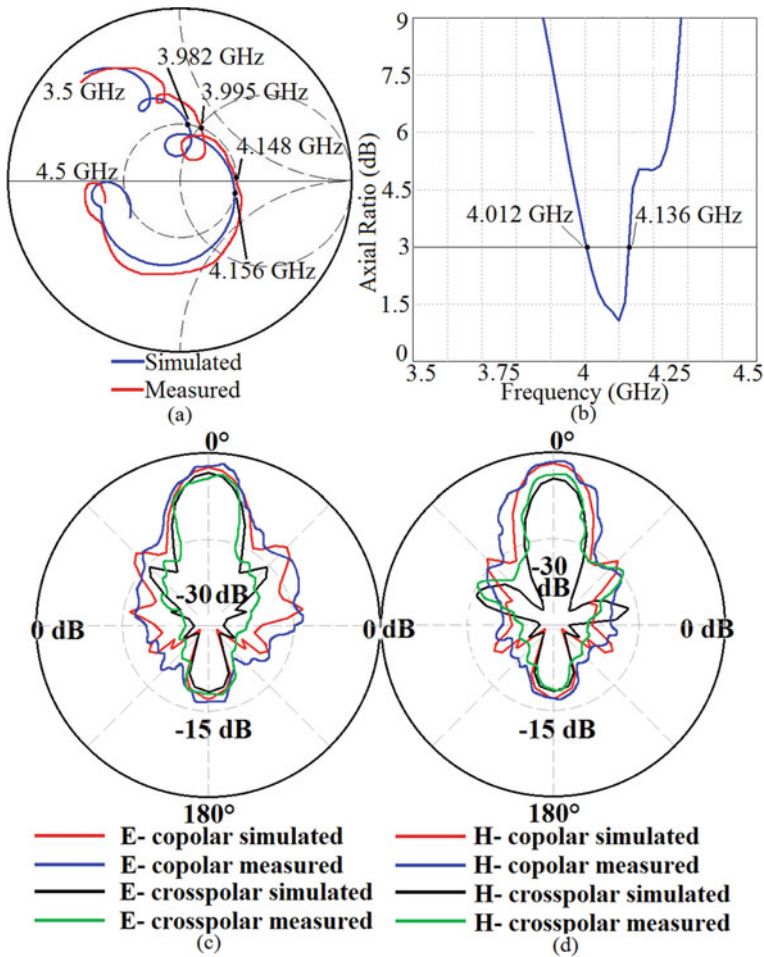 3.982 GHz
3.5 GHz
3.995 GHz
4.148 GHz
4.5 GHz
4.156 GHz
Simulated
Measured
(a)
9
7.5
6
4.5
3
1.5
0
Axial Ratio (dB)
4.012 GHz
4.136 GHz
3.5
3.75
4
4.25
4.5
Frequency (GHz)
(b)
0°
-30 dB
0 dB
0 dB
-15 dB
180°
E- copolar simulated
E- copolar measured
E- crosspolar simulated
E- crosspolar measured
(c)
0°
-30
dB
0 dB
-15 dB
180°
H- copolar simulated
H- copolar measured
H- crosspolar simulated
H- crosspolar measured
(d)